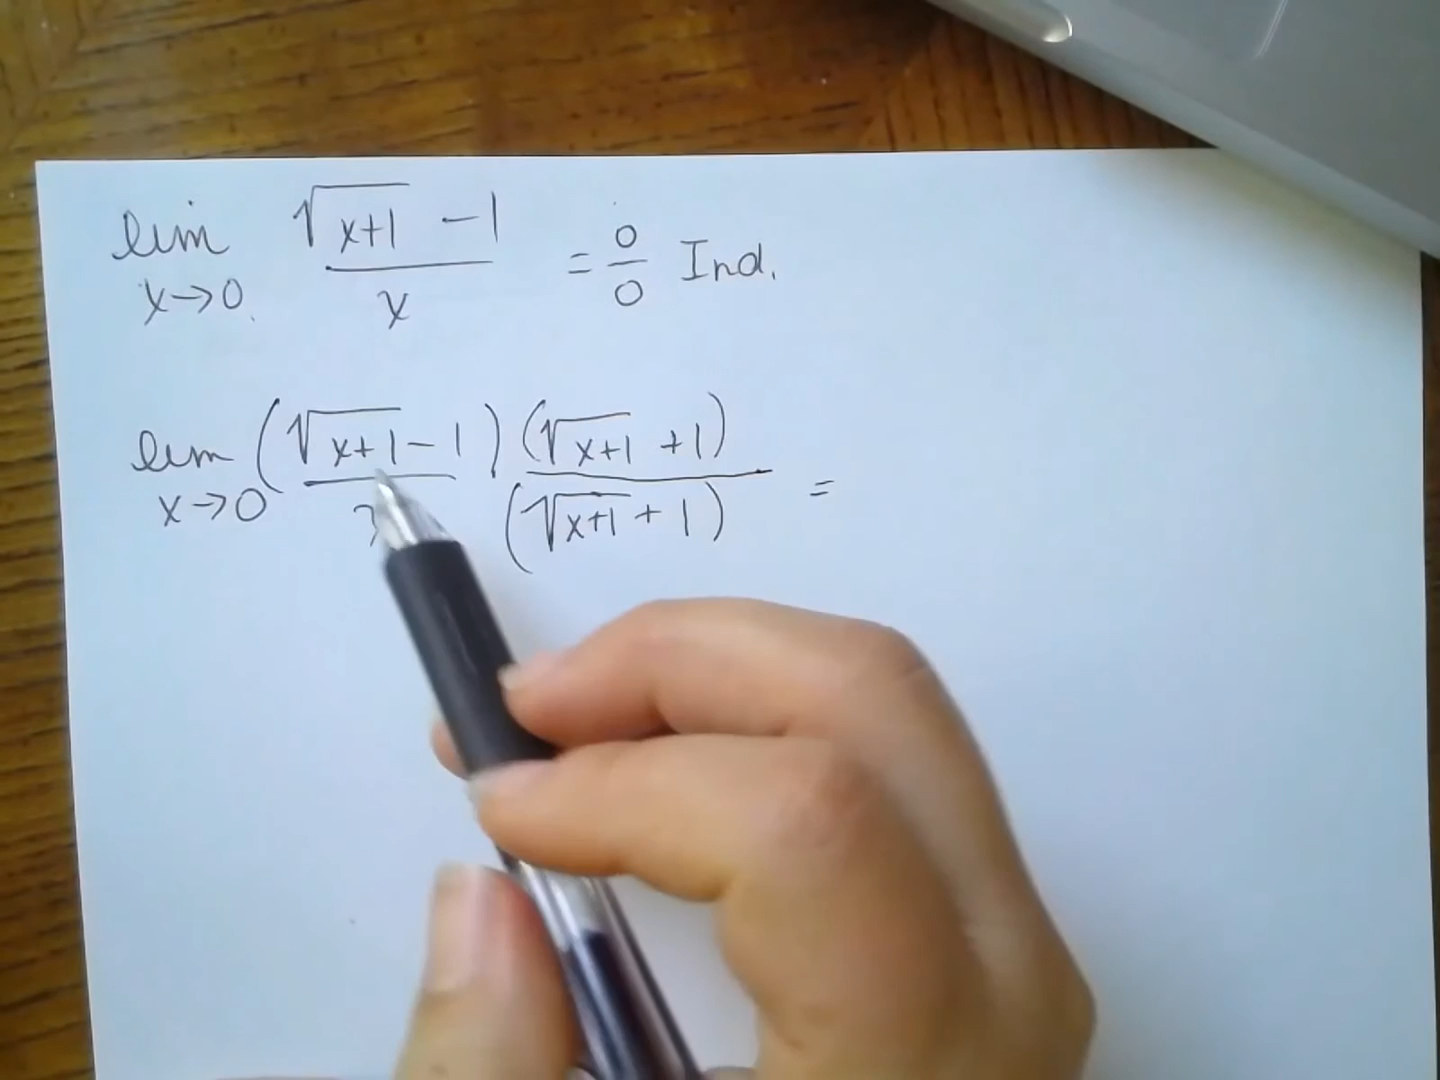 lim x→0 (√(x+1) - 1)/x = 0/0 Ind.
lim x→0 (√(x+1) - 1)/x (√(x+1) + 1)/(√(x+1) + 1) =